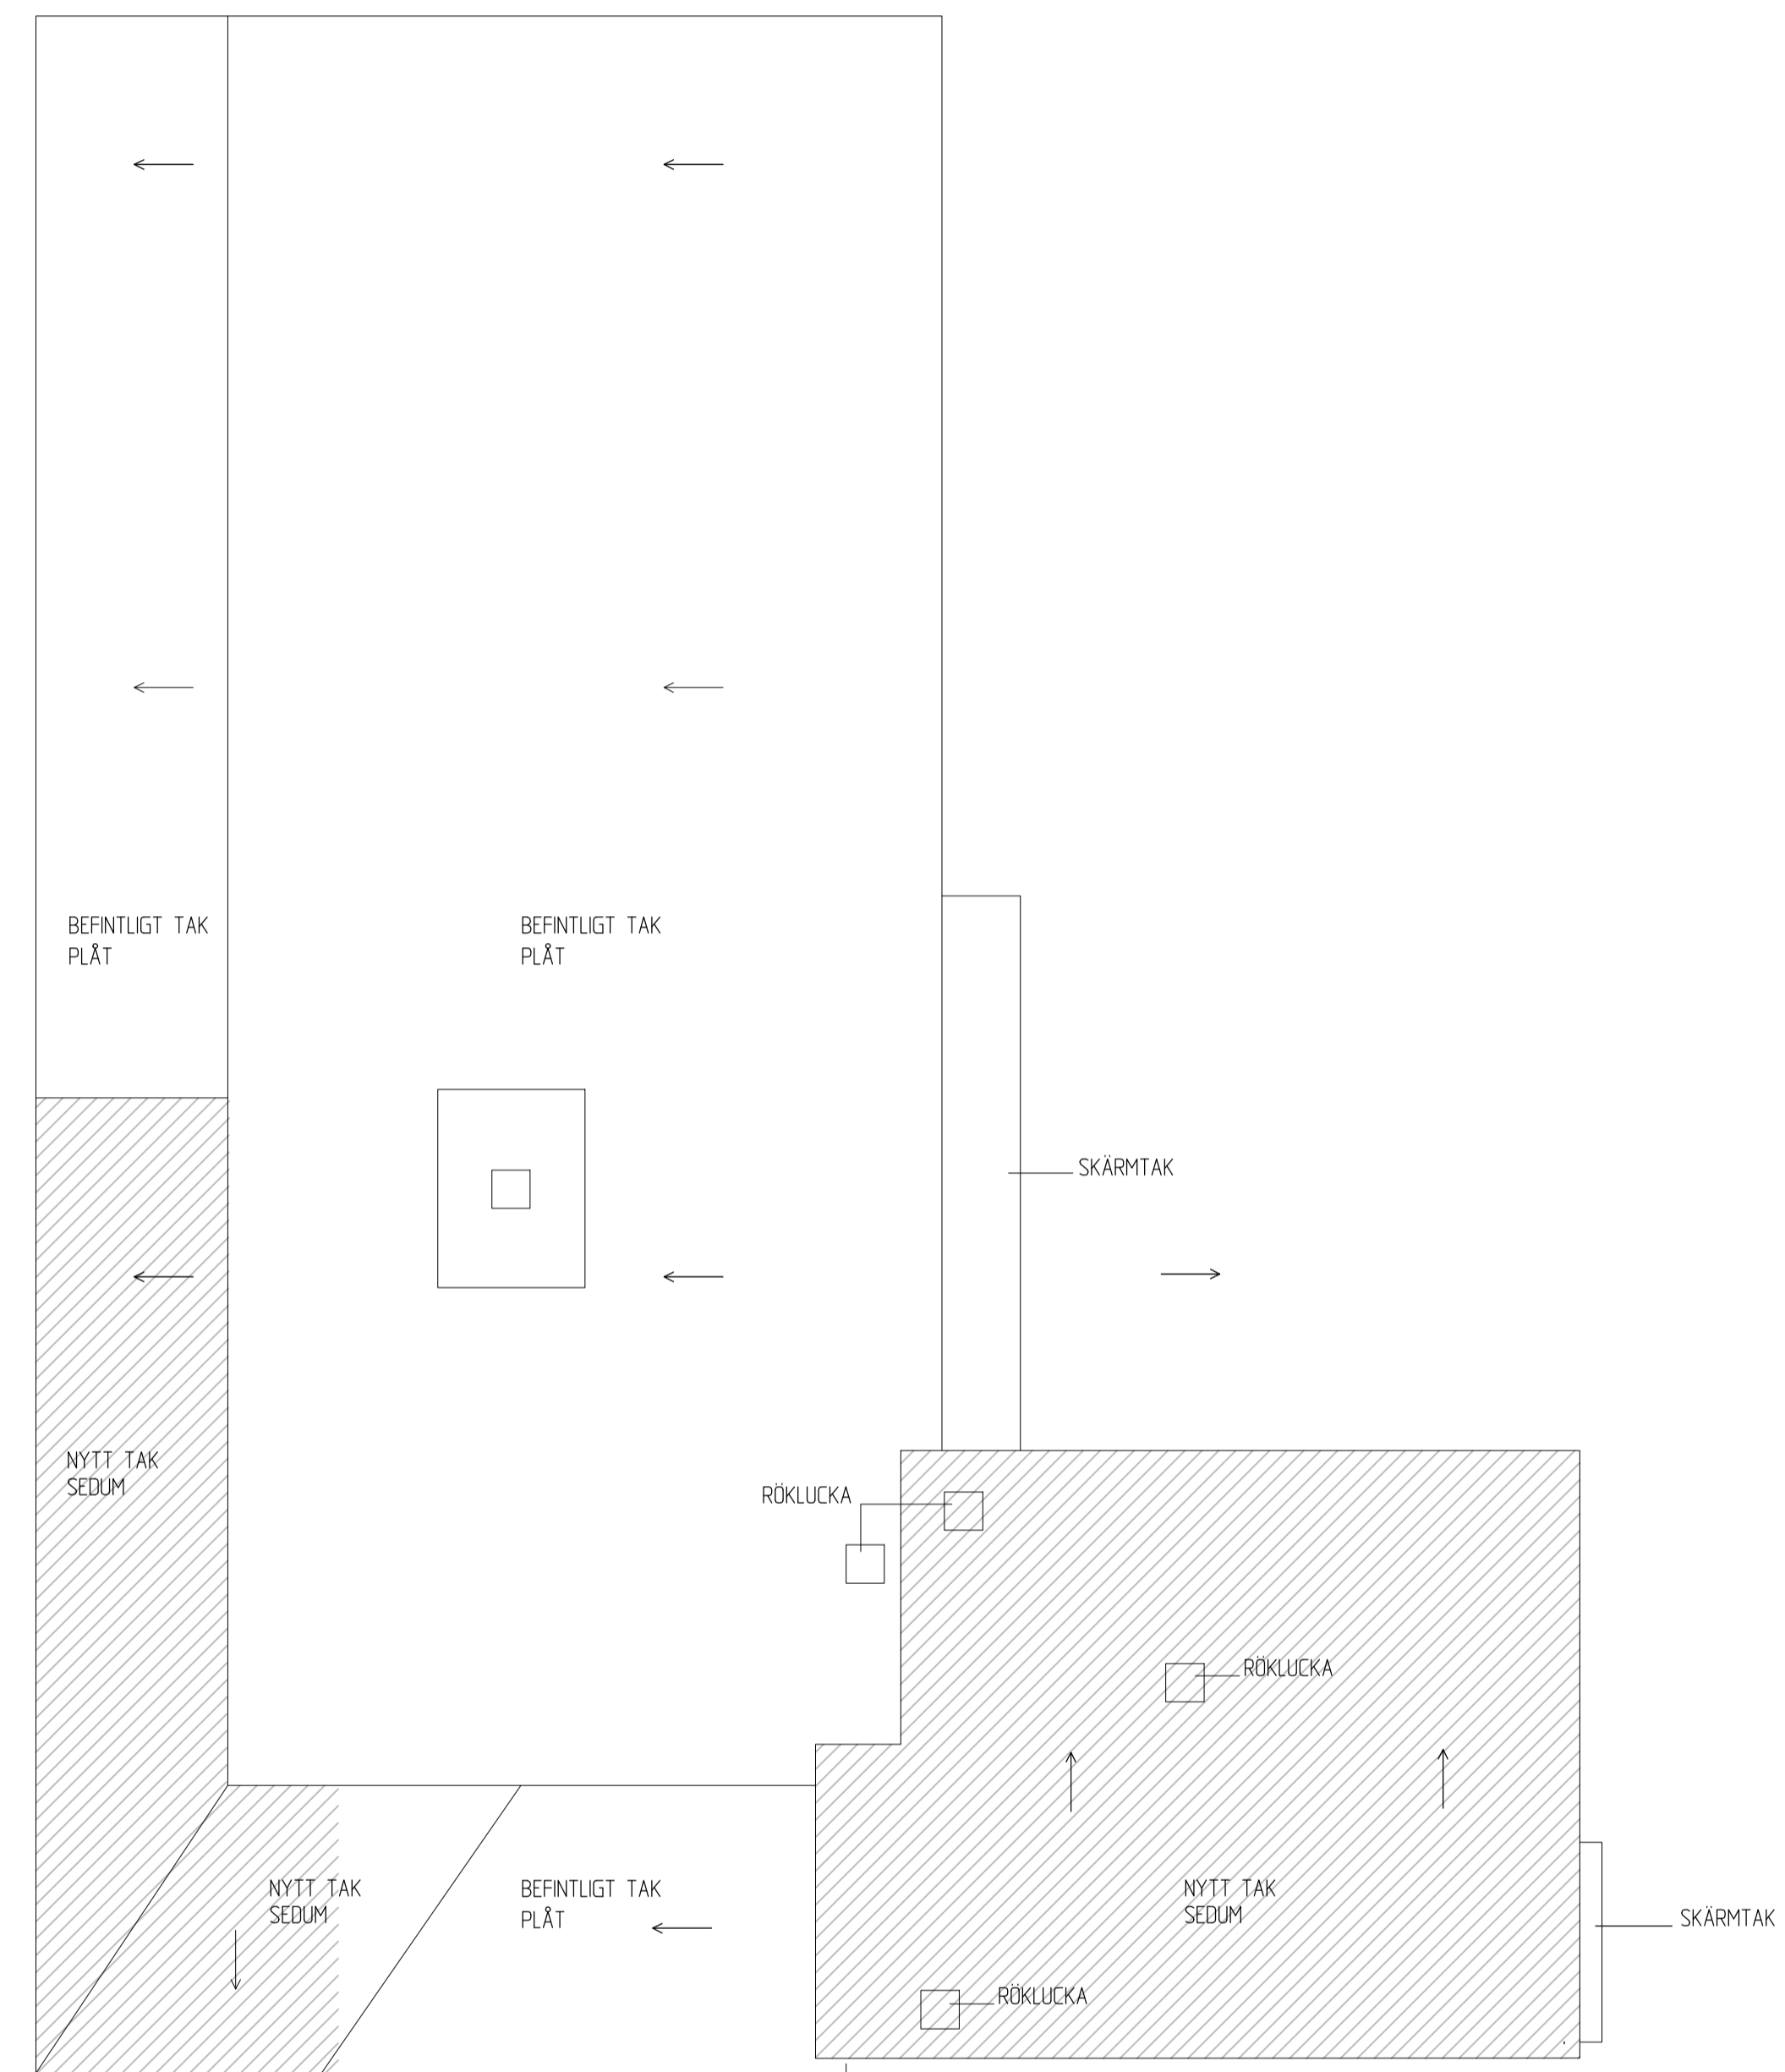 BEFINTLIGT TAK
PLÅT
BEFINTLIGT TAK
PLÅT
SKÄRMTAK
NYTT TAK
SEDUM
RÖKLUCKA
RÖKLUCKA
NYTT TAK
SEDUM
BEFINTLIGT TAK
PLÅT
NYTT TAK
SEDUM
SKÄRMTAK
RÖKLUCKA